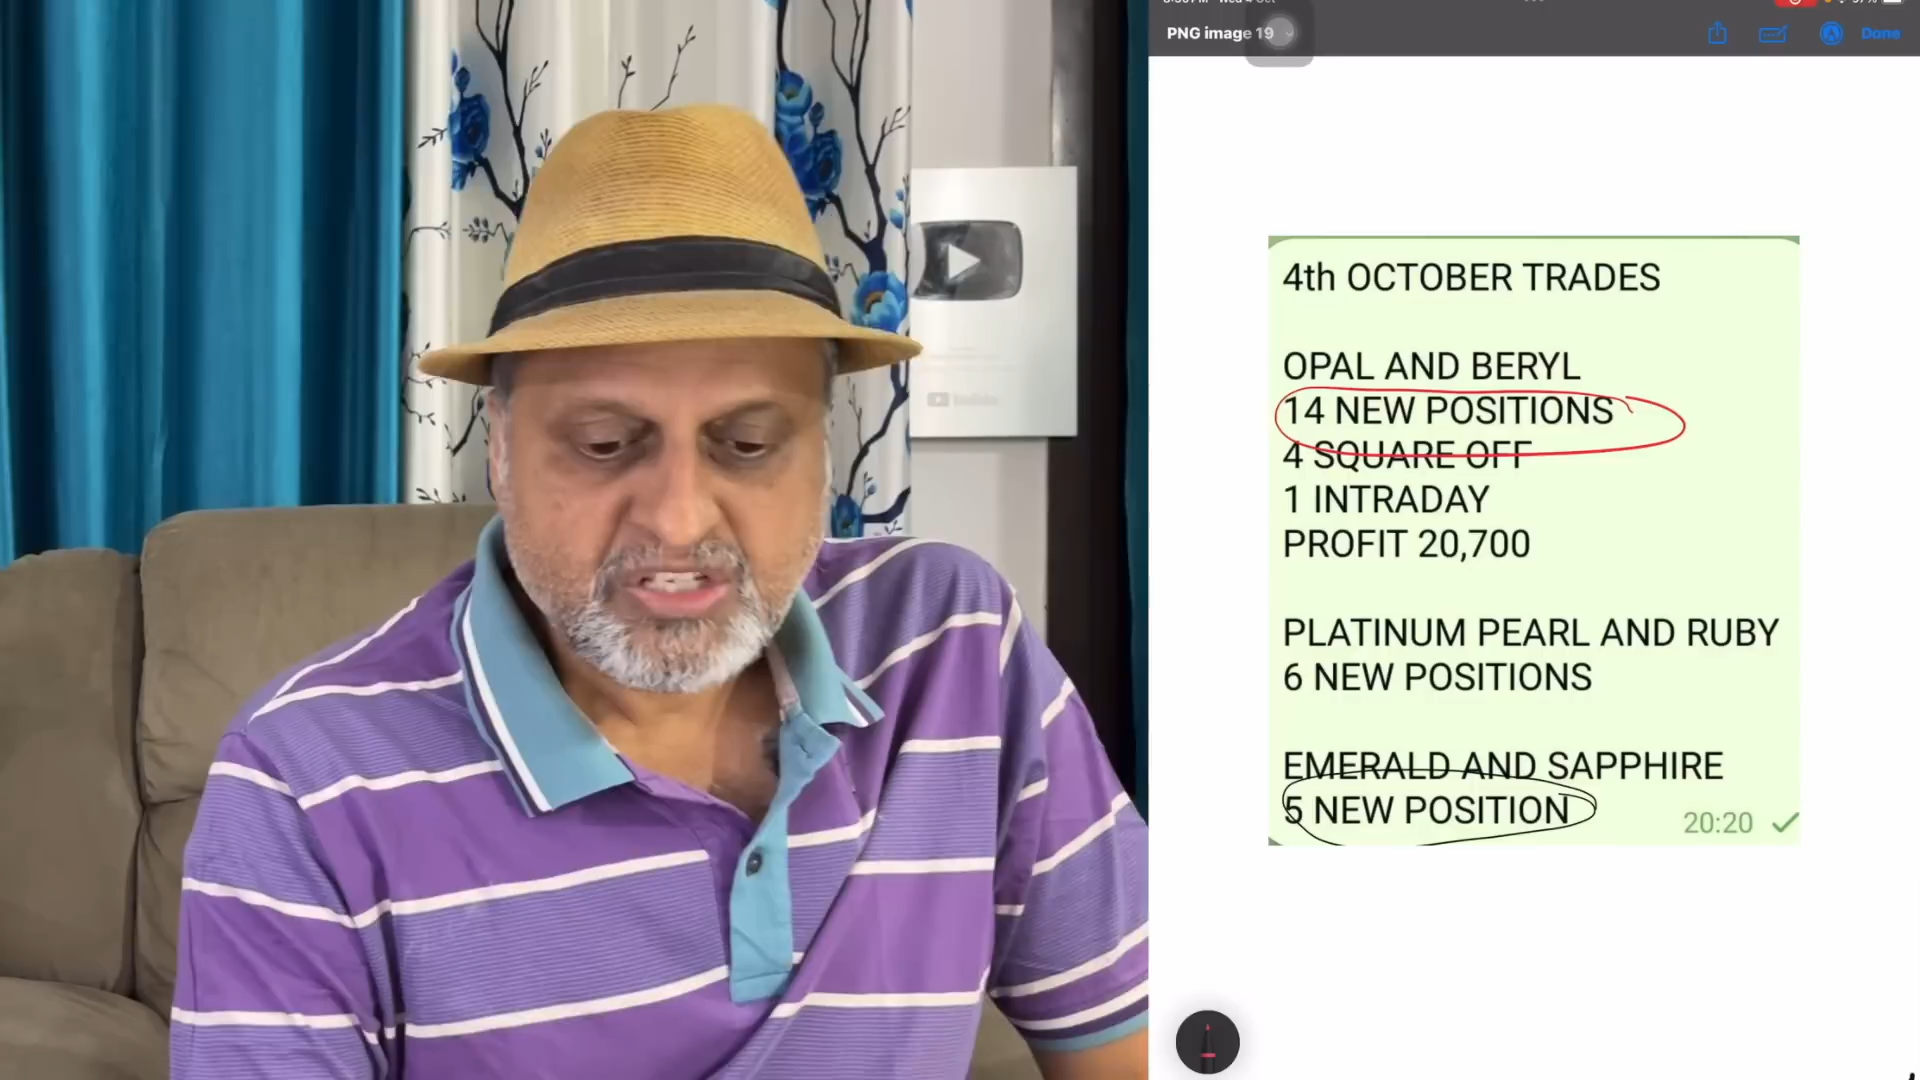 PNG image 19
Done
4th OCTOBER TRADES
OPAL AND BERYL
14 NEW POSITIONS
4 SQUARE OFF
1 INTRADAY
PROFIT 20,700
PLATINUM PEARL AND RUBY
6 NEW POSITIONS
EMERALD AND SAPPHIRE
5 NEW POSITION
20:20